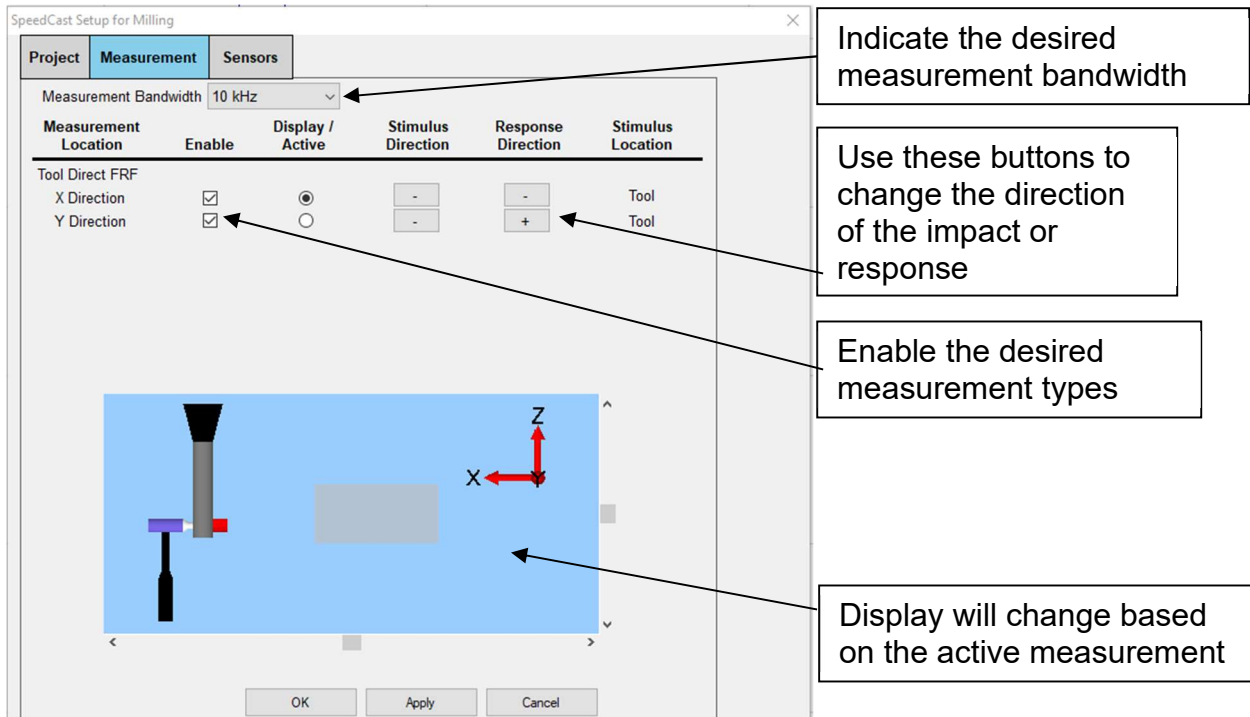 SpeedCast Setup for Milling
Project Measurement Sensors
Measurement Bandwidth 10 kHz
Measurement Location Enable Display / Active Stimulus Direction Response Direction Stimulus Location
Tool Direct FRF
X Direction - - Tool
Y Direction - + Tool
Z
X
Y
OK Apply Cancel
Indicate the desired
measurement bandwidth
Use these buttons to
change the direction
of the impact or
response
Enable the desired
measurement types
Display will change based
on the active measurement